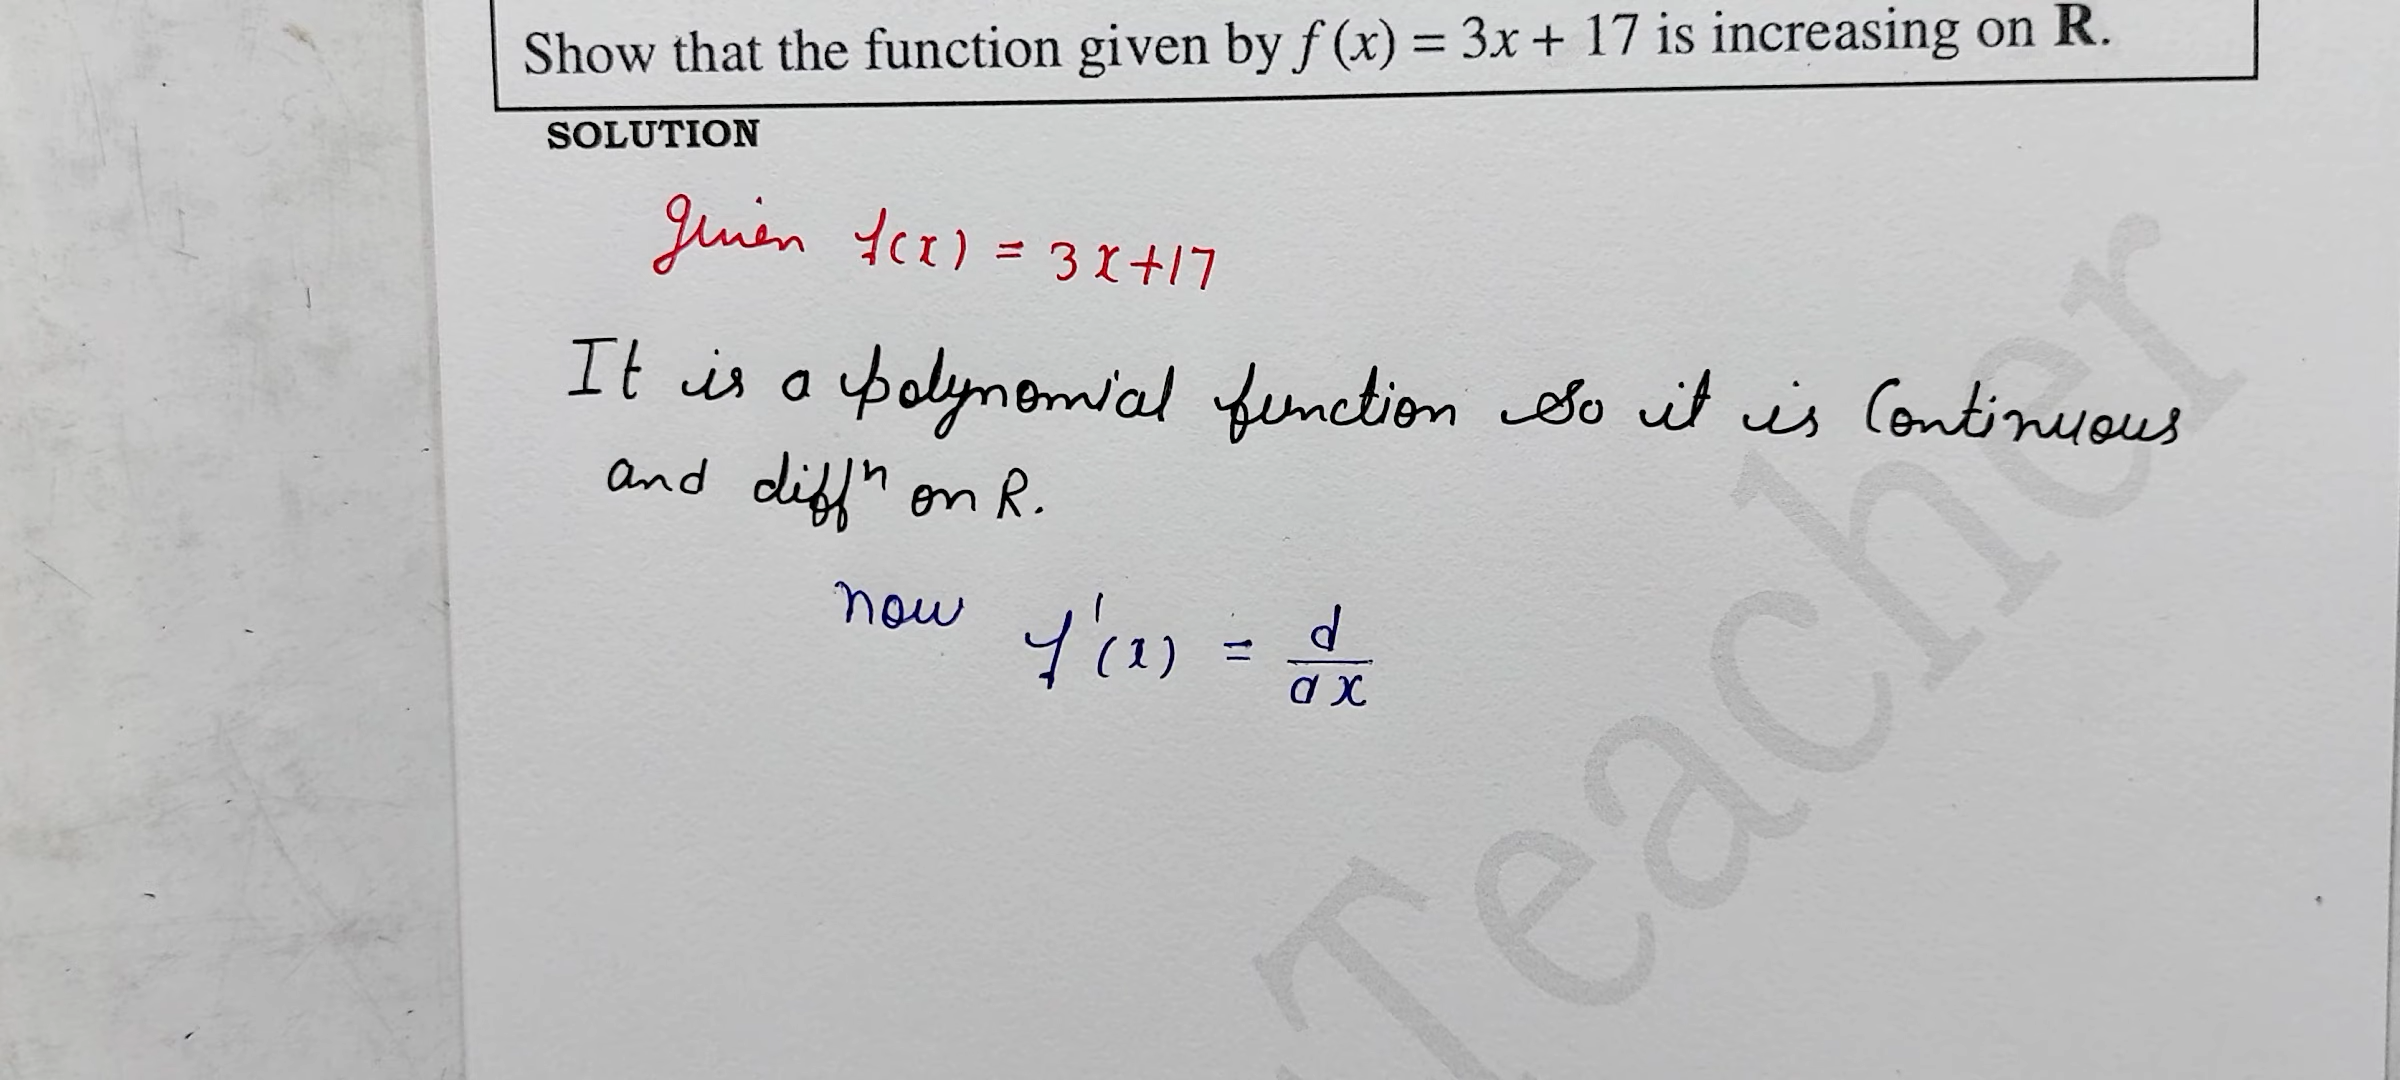 Show that the function given by f (x) = 3x + 17 is increasing on R.
SOLUTION
Given f(x) = 3x+17
It is a polynomial function so it is Continuous
and diffⁿ on R.
now f'(x) = d/dx
Teacher